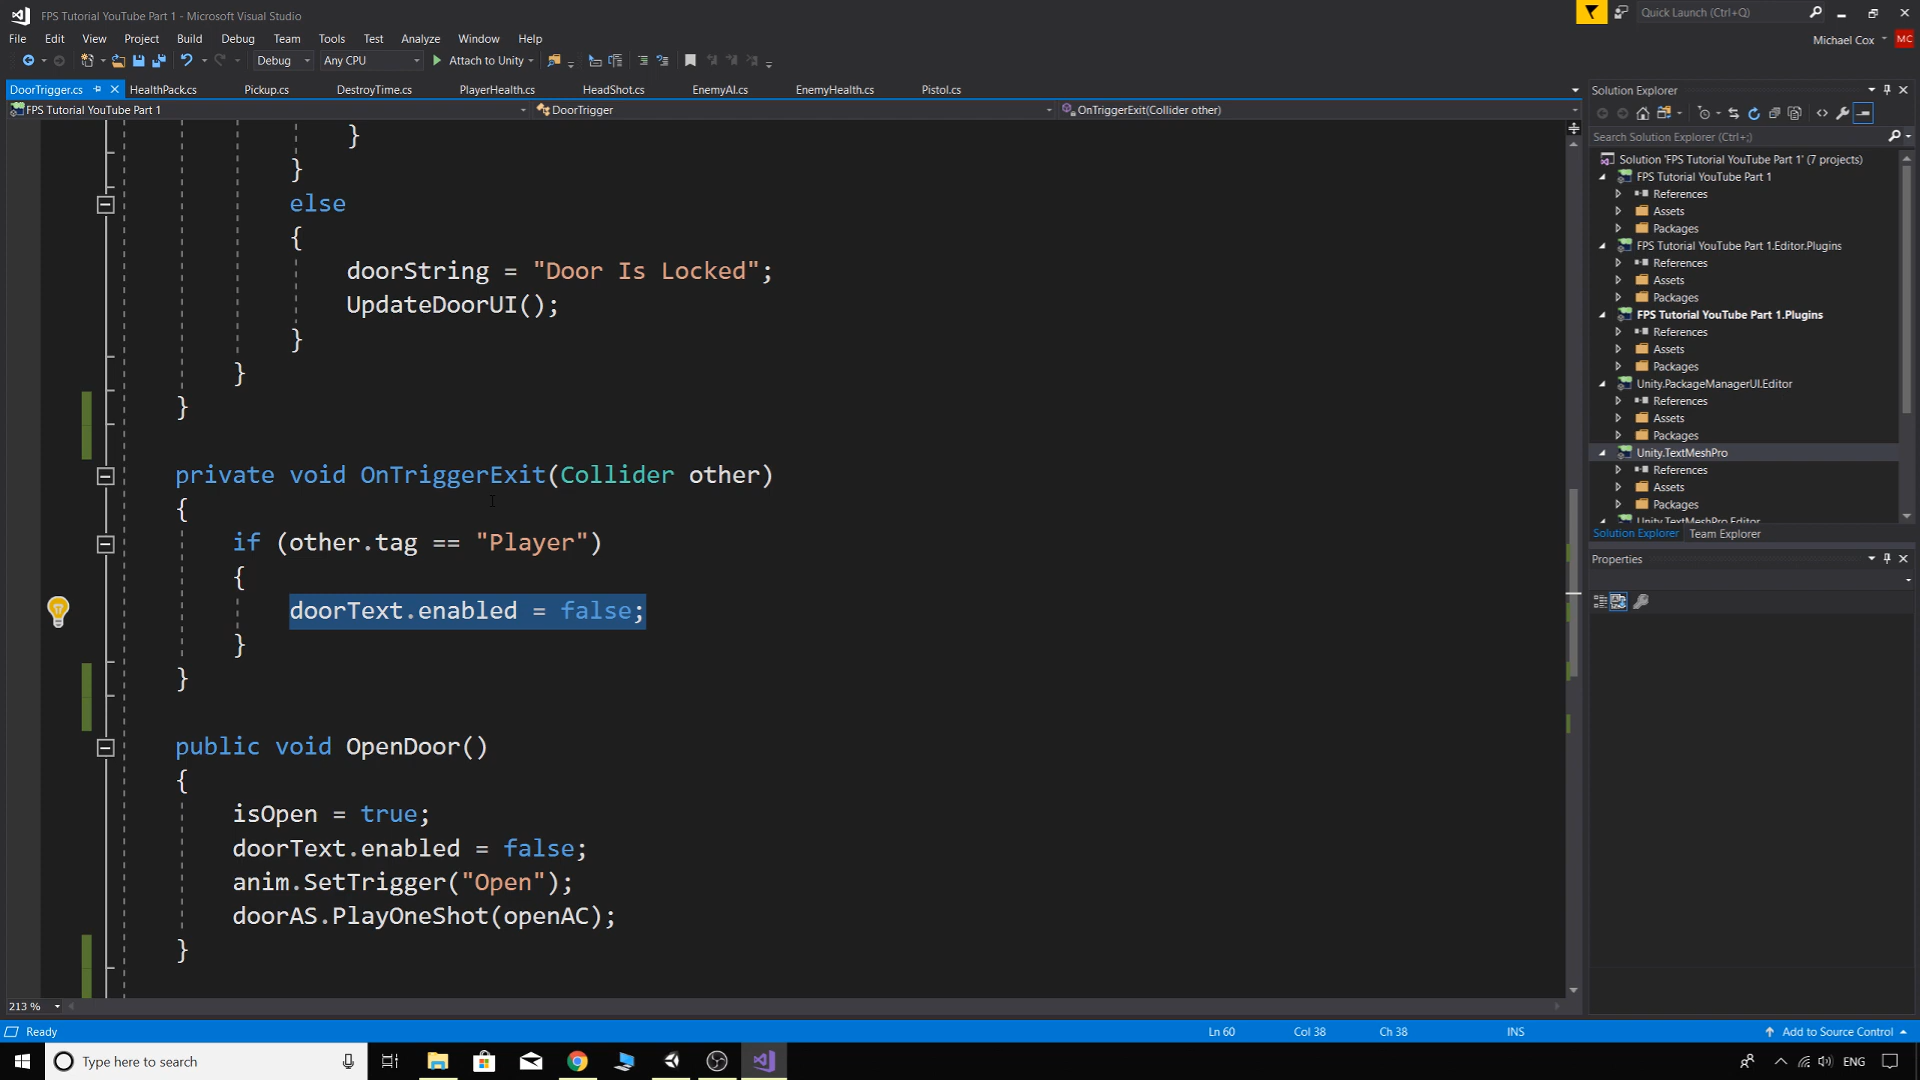 FPS Tutorial YouTube Part 1 - Microsoft Visual Studio
Quick Launch (Ctrl+Q)
File Edit View Project Build Debug Team Tools Test Analyze Window Help
Michael Cox MC
Debug Any CPU Attach to Unity
DoorTrigger.cs HealthPack.cs Pickup.cs DestroyTime.cs PlayerHealth.cs HeadShot.cs EnemyAI.cs EnemyHealth.cs Pistol.cs
FPS Tutorial YouTube Part 1 DoorTrigger OnTriggerExit(Collider other)
}
}
else
{
doorString = "Door Is Locked";
UpdateDoorUI();
}
}
}
private void OnTriggerExit(Collider other)
{
if (other.tag == "Player")
{
doorText.enabled = false;
}
}
public void OpenDoor()
{
isOpen = true;
doorText.enabled = false;
anim.SetTrigger("Open");
doorAS.PlayOneShot(openAC);
}
213 %
Solution Explorer
Search Solution Explorer (Ctrl+;)
Solution 'FPS Tutorial YouTube Part 1' (7 projects)
FPS Tutorial YouTube Part 1
References
Assets
Packages
FPS Tutorial YouTube Part 1.Editor.Plugins
References
Assets
Packages
FPS Tutorial YouTube Part 1.Plugins
References
Assets
Packages
Unity.PackageManagerUI.Editor
References
Assets
Packages
Unity.TextMeshPro
References
Assets
Packages
Unity.TextMeshPro.Editor
Solution Explorer Team Explorer
Properties
Ready Ln 60 Col 38 Ch 38 INS Add to Source Control
Type here to search
ENG